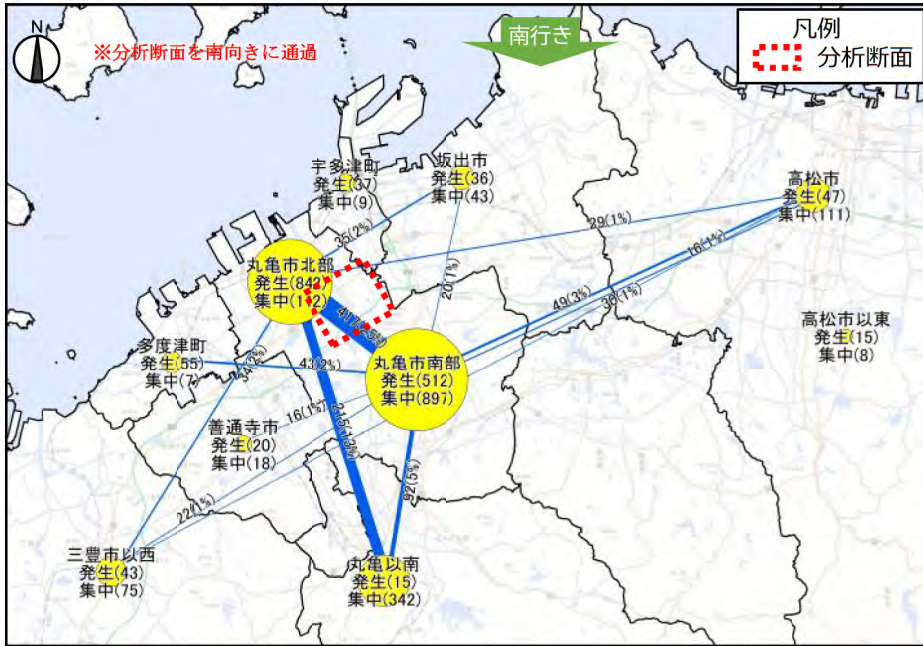 南行き
N
※分析断面を南向きに通過
凡例
分析断面
宇多津町
発生(37)
集中(9)
坂出市
発生(36)
集中(43)
高松市
発生(47)
集中(111)
35(2%)
29(1%)
16(1%)
丸亀市北部
発生(842)
集中(112)
20(1%)
49(3%)
36(1%)
417(25%)
高松市以東
発生(15)
集中(8)
多度津町
発生(55)
集中(7)
34(2%)
43(2%)
丸亀市南部
発生(512)
集中(897)
16(1%)
善通寺市
発生(20)
集中(18)
215(13%)
92(5%)
22(1%)
三豊市以西
発生(43)
集中(75)
丸亀以南
発生(15)
集中(342)